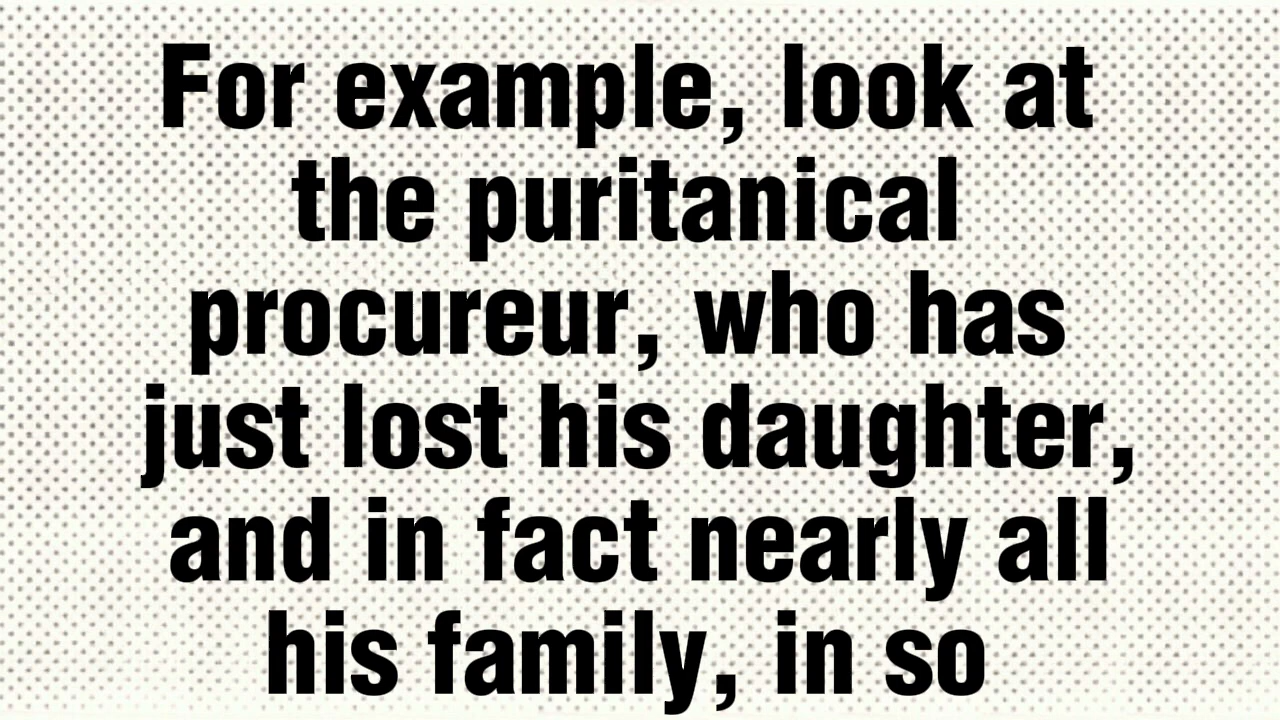 For example, look at
the puritanical
procureur, who has
just lost his daughter,
and in fact nearly all
his family, in so